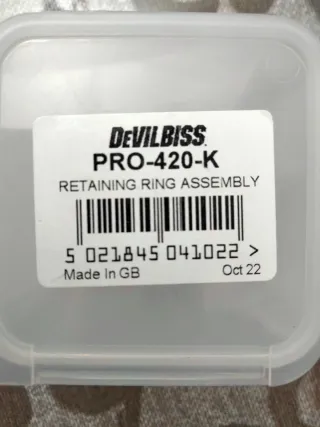 DEVILBISS
PRO-420-K
RETAINING RING ASSEMBLY
5 021845 041022 >
Made In GB Oct 22